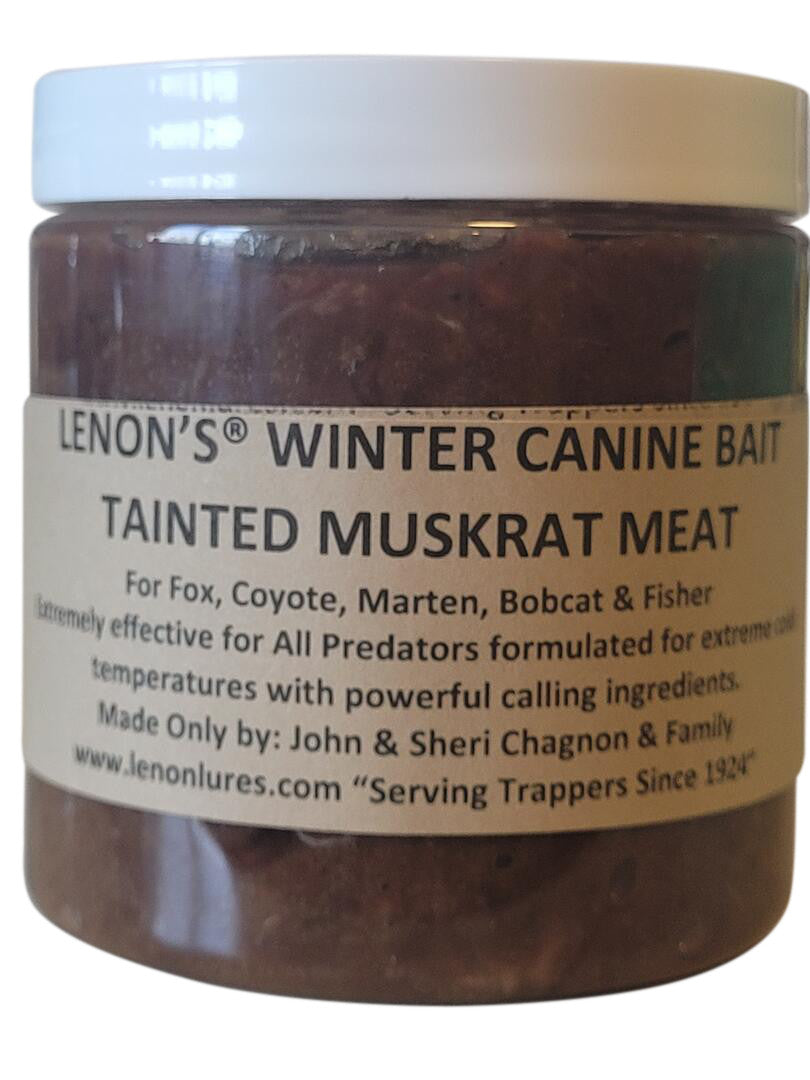 LENON'S® WINTER CANINE BAIT
TAINTED MUSKRAT MEAT
For Fox, Coyote, Marten, Bobcat & Fisher
Extremely effective for All Predators formulated for extreme cold
temperatures with powerful calling ingredients.
Made Only by: John & Sheri Chagnon & Family
www.lenonlures.com “Serving Trappers Since 1924”